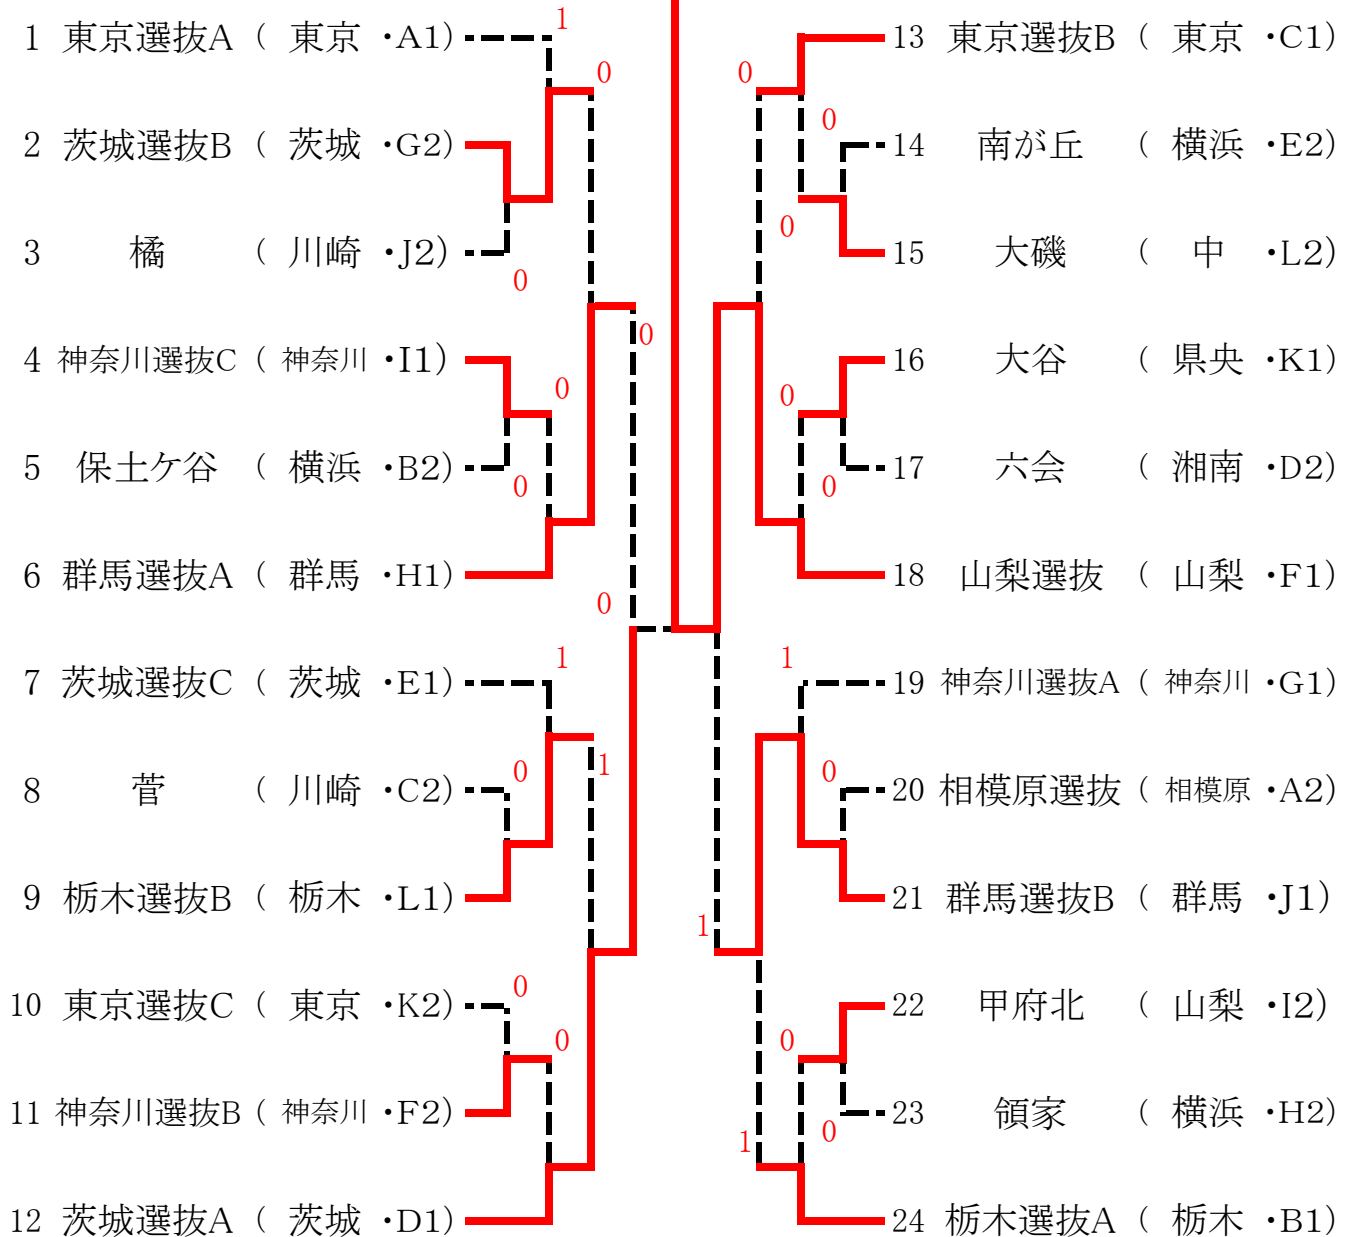 1 東京選抜A ( 東京 ・A1)
1
0
2 茨城選抜B ( 茨城 ・G2)
3 橘 ( 川崎 ・J2)
0
0
4 神奈川選抜C ( 神奈川 ・I1)
0
5 保土ケ谷 ( 横浜 ・B2)
0
6 群馬選抜A ( 群馬 ・H1)
0
7 茨城選抜C ( 茨城 ・E1)
1
8 菅 ( 川崎 ・C2)
0
1
9 栃木選抜B ( 栃木 ・L1)
10 東京選抜C ( 東京 ・K2)
0
0
11 神奈川選抜B ( 神奈川 ・F2)
12 茨城選抜A ( 茨城 ・D1)
13 東京選抜B ( 東京 ・C1)
0
0
14 南が丘 ( 横浜 ・E2)
0
15 大磯 ( 中 ・L2)
16 大谷 ( 県央 ・K1)
0
17 六会 ( 湘南 ・D2)
0
18 山梨選抜 ( 山梨 ・F1)
1
19 神奈川選抜A ( 神奈川 ・G1)
0
20 相模原選抜 ( 相模原 ・A2)
21 群馬選抜B ( 群馬 ・J1)
1
22 甲府北 ( 山梨 ・I2)
0
23 領家 ( 横浜 ・H2)
0
1
24 栃木選抜A ( 栃木 ・B1)